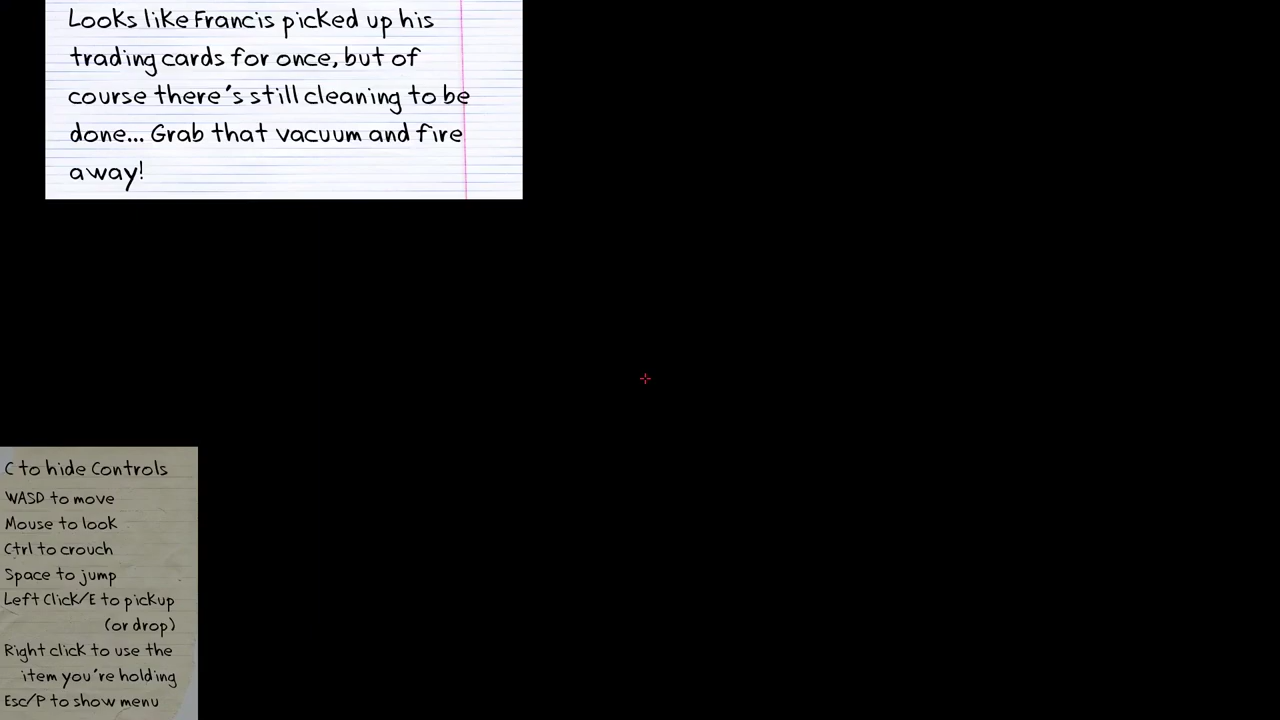 Looks like Francis picked up his
trading cards for once, but of
course there's still cleaning to be
done... Grab that vacuum and fire
away!
C to hide Controls
WASD to move
Mouse to look
Ctrl to crouch
Space to jump
Left Click/E to pickup
(or drop)
Right click to use the
item you're holding
Esc/P to show menu